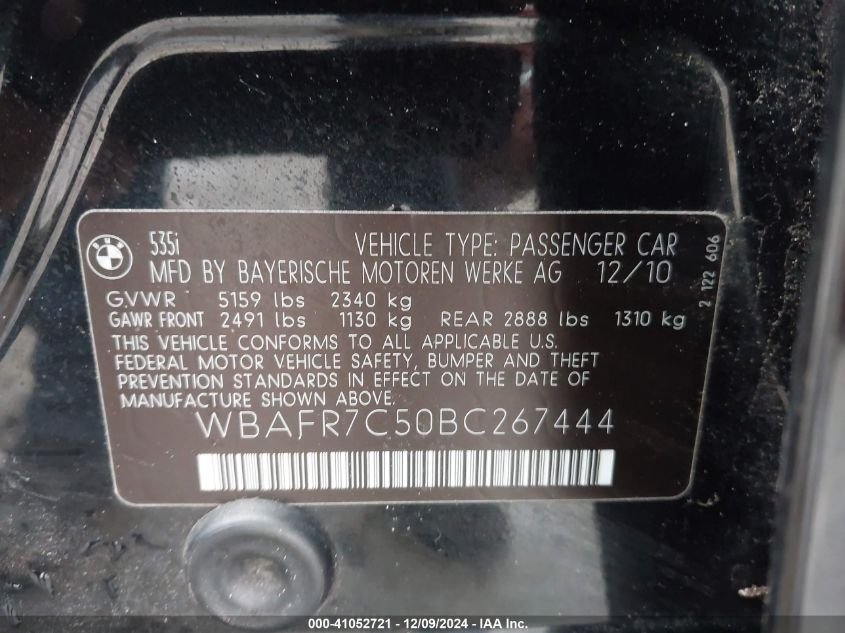 BMW
535i VEHICLE TYPE: PASSENGER CAR
MFD BY BAYERISCHE MOTOREN WERKE AG 12/10
GVWR 5159 lbs 2340 kg
GAWR FRONT 2491 lbs 1130 kg REAR 2888 lbs 1310 kg
THIS VEHICLE CONFORMS TO ALL APPLICABLE U.S.
FEDERAL MOTOR VEHICLE SAFETY, BUMPER AND THEFT
PREVENTION STANDARDS IN EFFECT ON THE DATE OF
MANUFACTURE SHOWN ABOVE.
WBAFR7C50BC267444
2 122 606
000-41052721 - 12/09/2024 - IAA Inc.